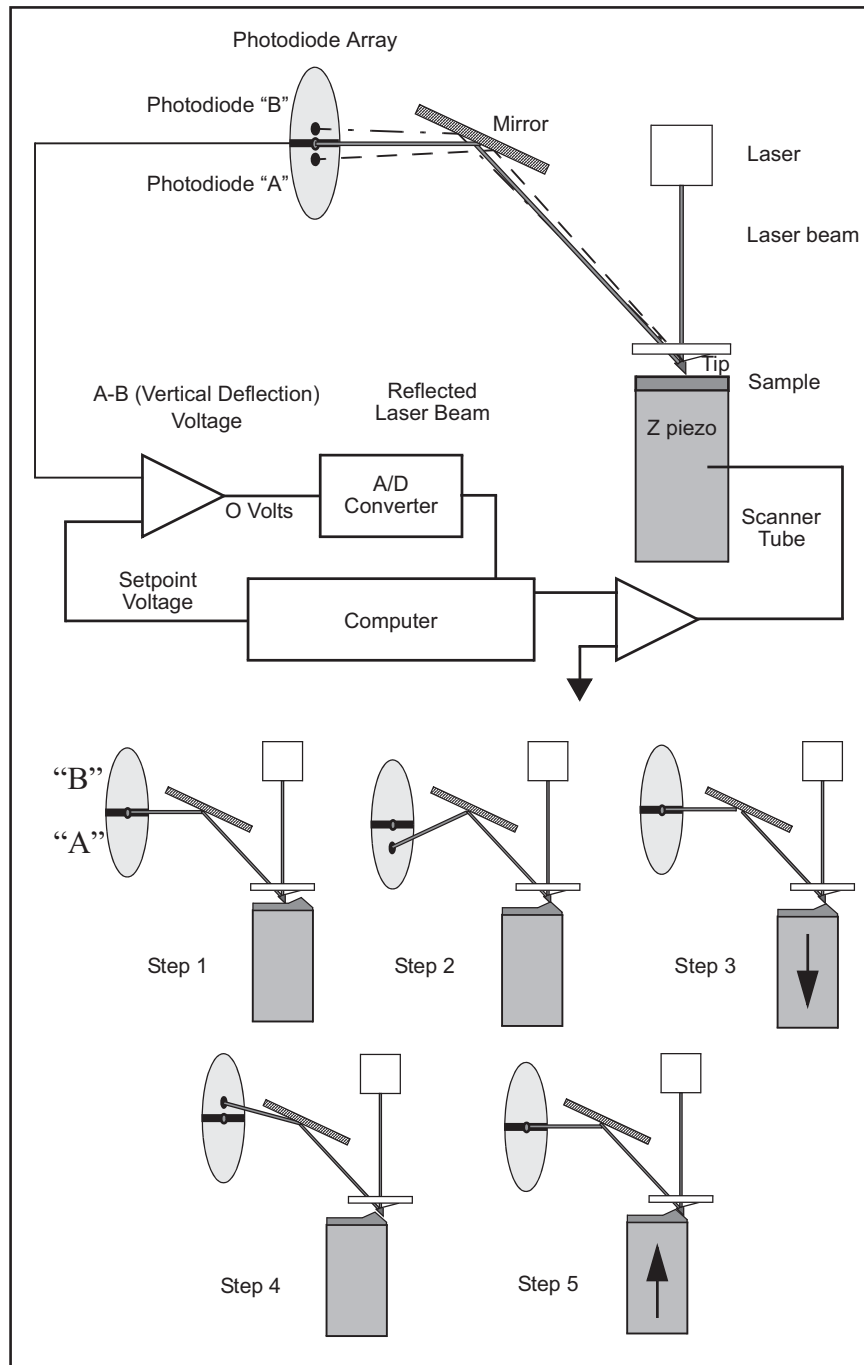 Photodiode Array
Photodiode “B”
Mirror
Photodiode “A”
Laser
Laser beam
Tip
Sample
A-B (Vertical Deflection)
Voltage
Reflected
Laser Beam
Z piezo
A/D
Converter
O Volts
Scanner
Tube
Setpoint
Voltage
Computer
“B”
“A”
Step 1
Step 2
Step 3
Step 4
Step 5